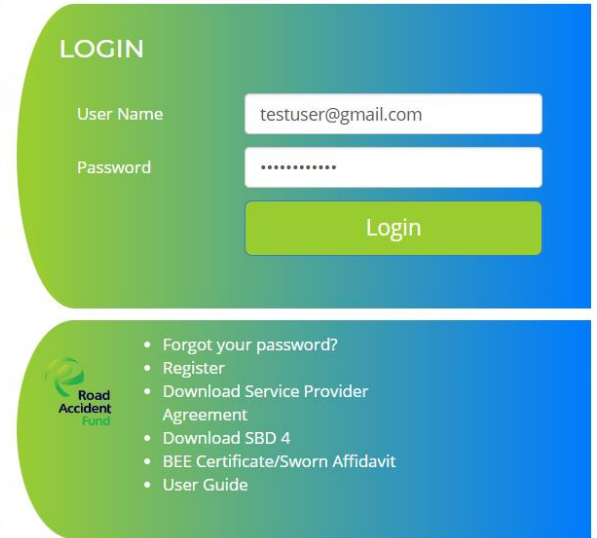 LOGIN
User Name
testuser@gmail.com
Password
••••••••••••
Login
Road
Accident
Fund
• Forgot your password?
• Register
• Download Service Provider
Agreement
• Download SBD 4
• BEE Certificate/Sworn Affidavit
• User Guide